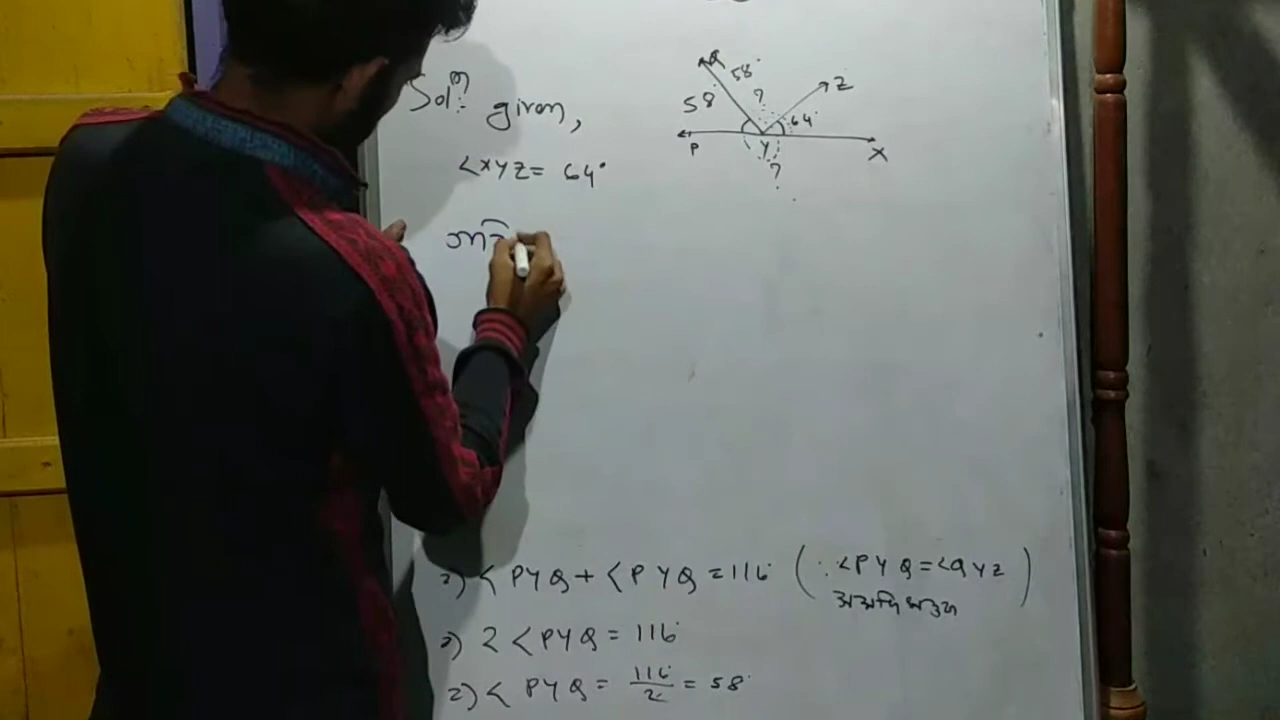 Solⁿ:- given,
<XYZ = 64°
Q
58°
58°
?
Z
64°
P
Y
X
?
=) < PYQ + < PYQ = 116° (∵ <PYQ = <QYZ)
=) 2 < PYQ = 116°
=) < PYQ = 116°/2 = 58°